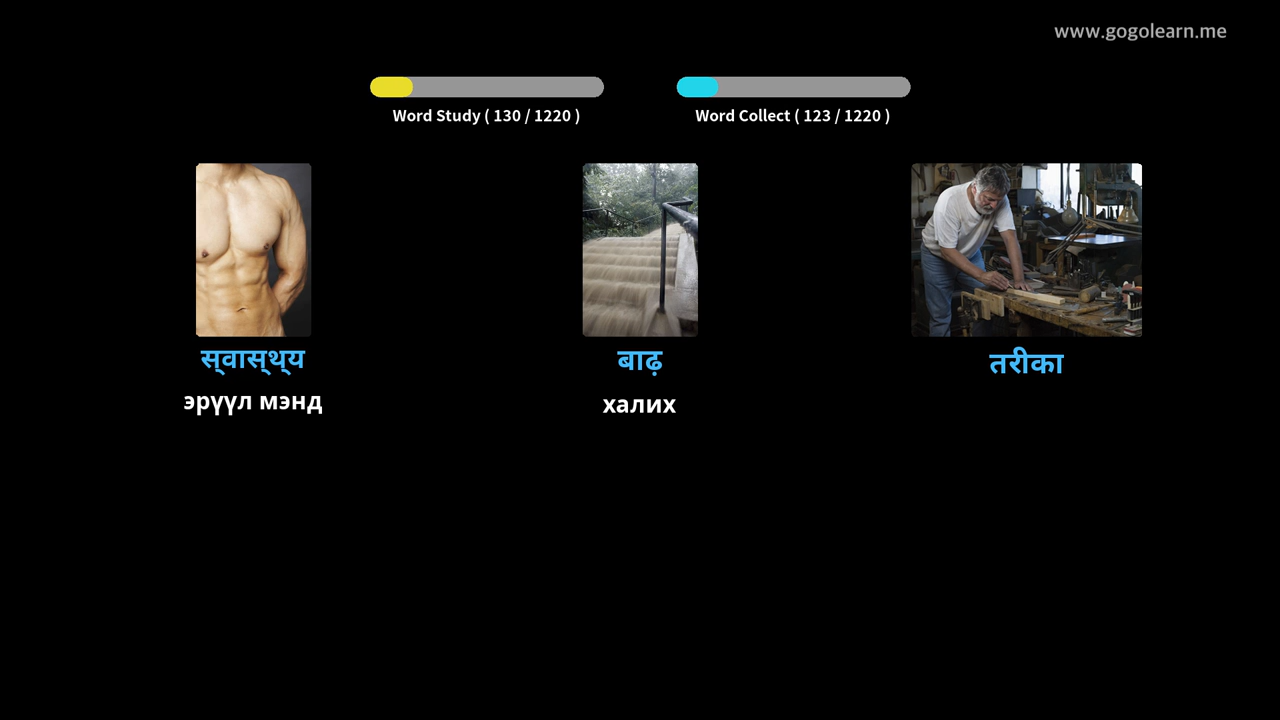 www.gogolearn.me
Word Study ( 130 / 1220 )
Word Collect ( 123 / 1220 )
स्वास्थ्य
эрүүл мэнд
बाढ़
халих
तरीका